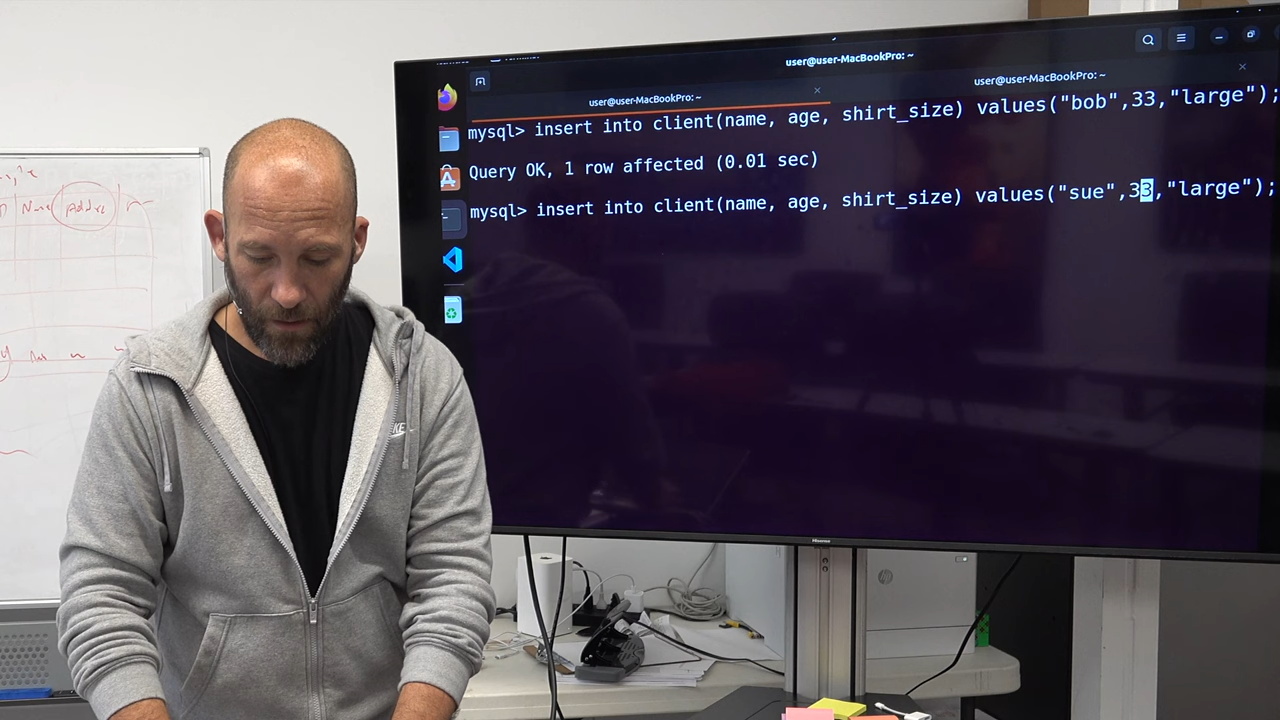 user@user-MacBookPro: ~
user@user-MacBookPro: ~
user@user-MacBookPro: ~
mysql> insert into client(name, age, shirt_size) values("bob",33,"large");
Query OK, 1 row affected (0.01 sec)
mysql> insert into client(name, age, shirt_size) values("sue",33,"large");
Hisense
hp